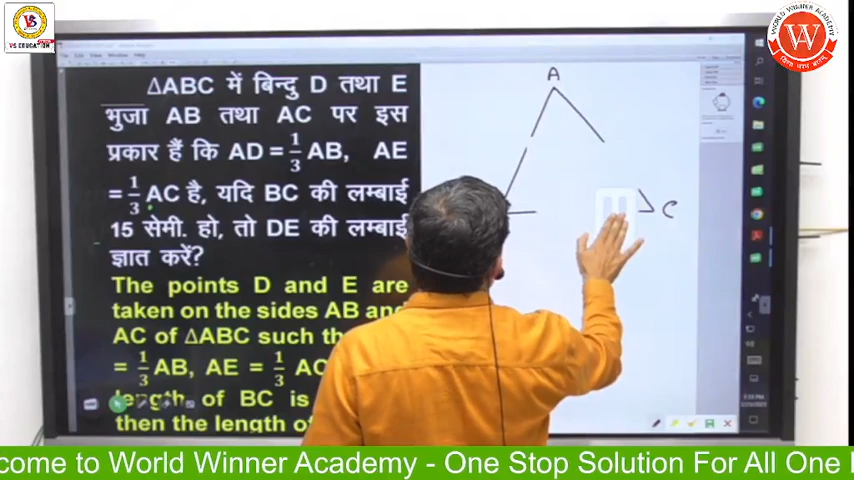 VS EDUCATION
WORLD WINNER ACADEMY
W
विद्या परम बलम्
ΔABC में बिन्दु D तथा E
भुजा AB तथा AC पर इस
प्रकार हैं कि AD = 1/3 AB, AE
= 1/3 AC है, यदि BC की लम्बाई
15 सेमी. हो, तो DE की लम्बाई
ज्ञात करें?
The points D and E are
taken on the sides AB and
AC of ΔABC such
= 1/3 AB, AE = 1/3 AC
length of BC is
then the length of
A
C
come to World Winner Academy - One Stop Solution For All One